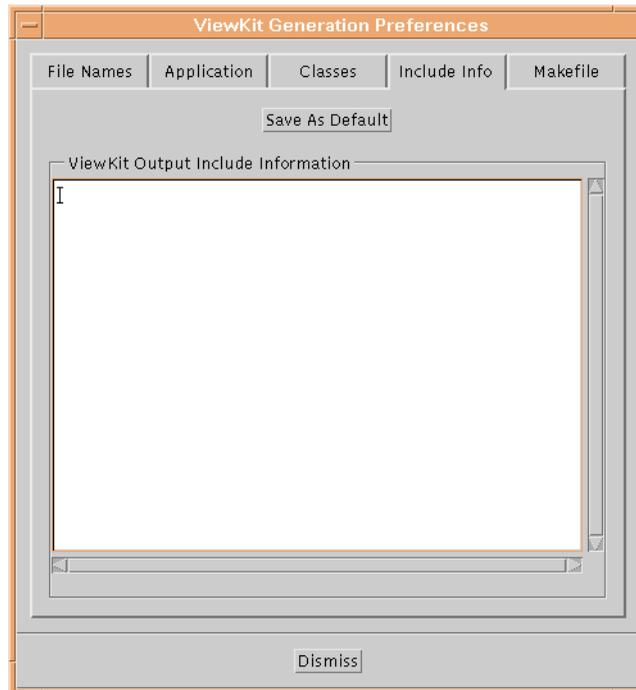 ViewKit Generation Preferences
File Names Application Classes Include Info Makefile
Save As Default
ViewKit Output Include Information
Dismiss